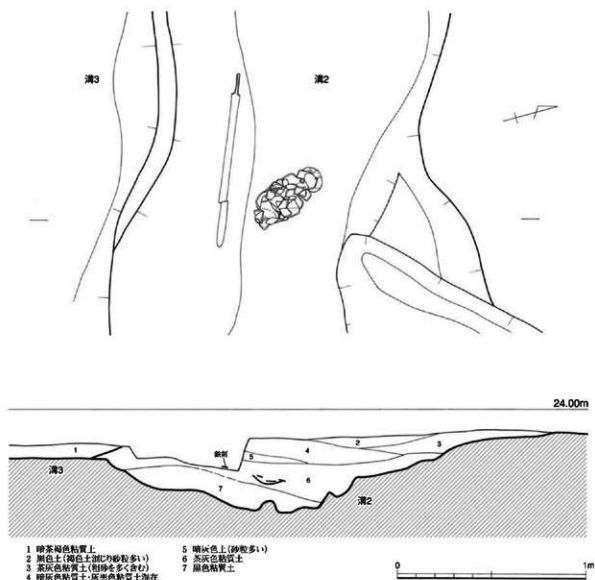 溝3
溝2
24.00m
1
2
3
4
5
6
7
鉄剣
溝3
溝2
1 暗茶褐色粘質土
2 黒色土(褐色土混じり砂粒多い)
3 茶灰色粘質土(粗砂を多く含む)
4 暗灰色粘質土・灰黒色粘質土混在
5 暗灰色土(砂粒多い)
6 茶灰色粘質土
7 黒色粘質土
0
1m